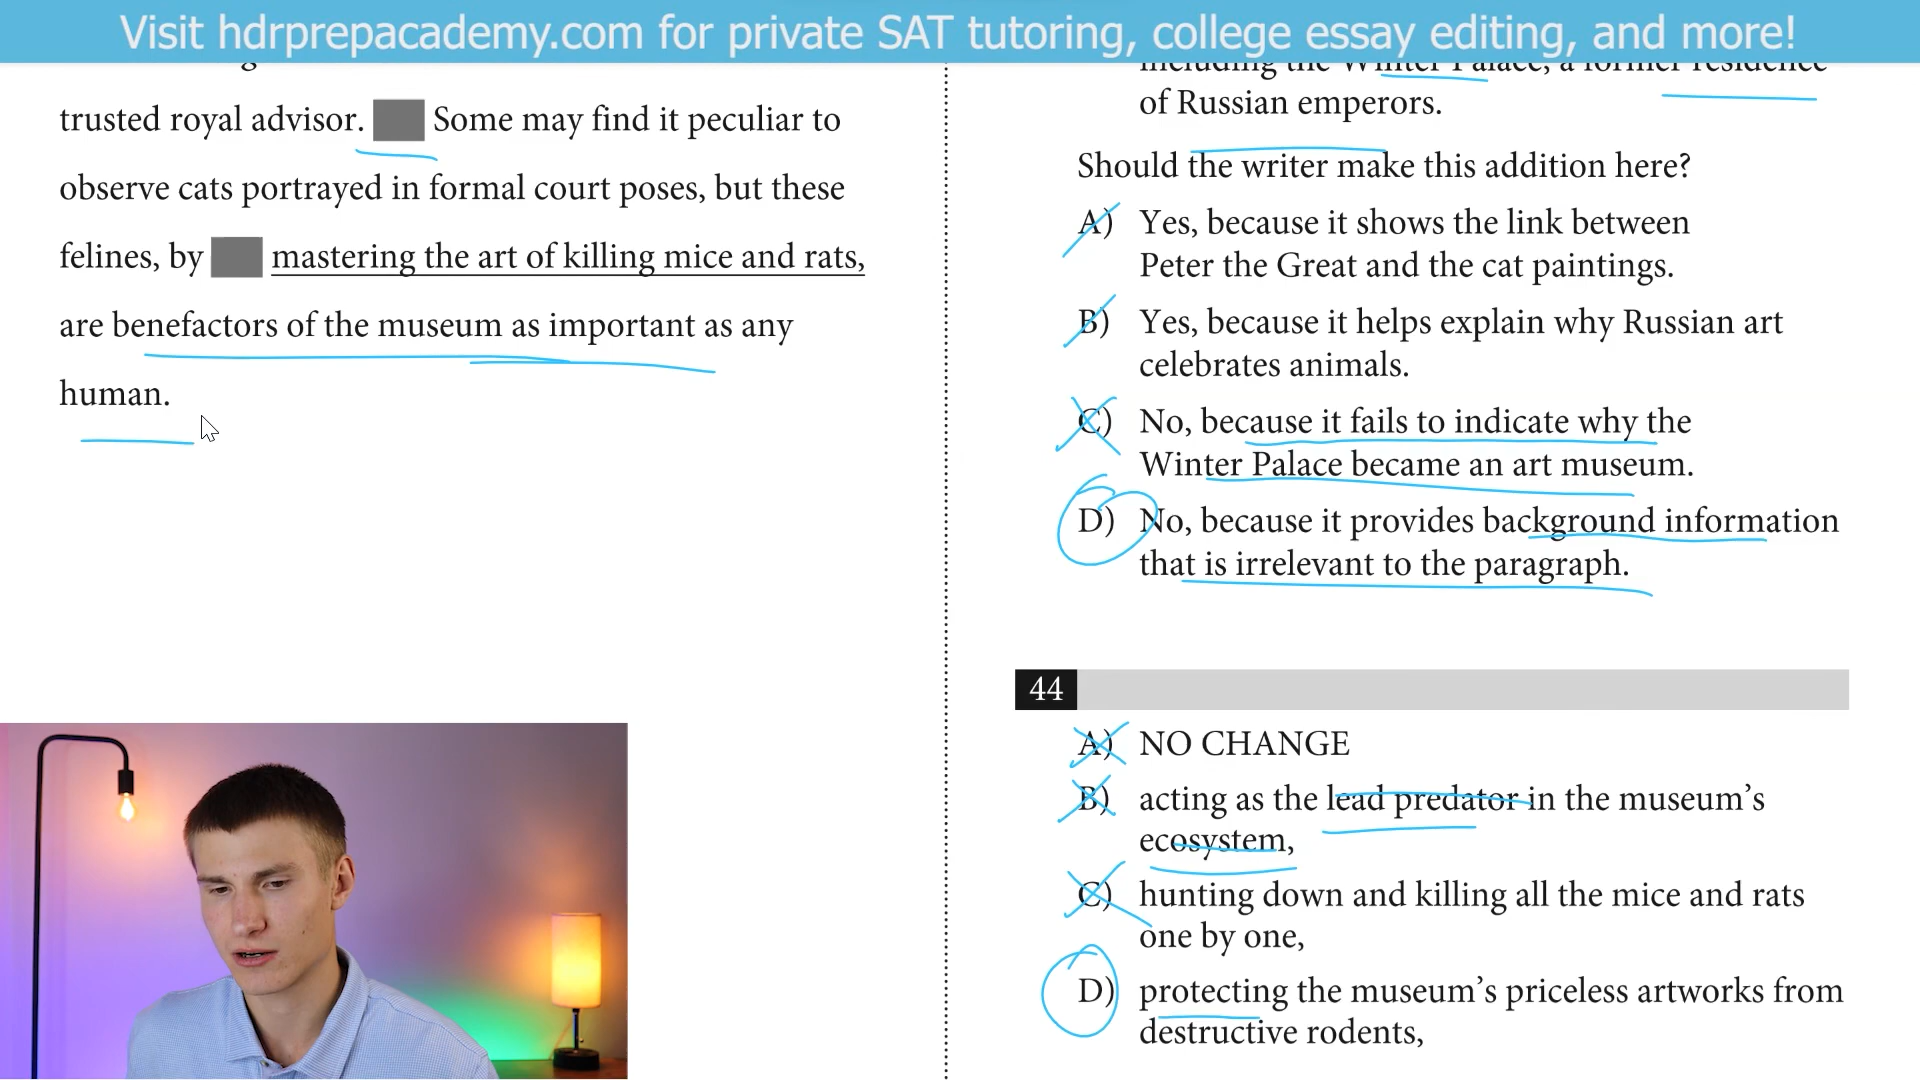 Visit hdrprepacademy.com for private SAT tutoring, college essay editing, and more!
trusted royal advisor. Some may find it peculiar to
observe cats portrayed in formal court poses, but these
felines, by mastering the art of killing mice and rats,
are benefactors of the museum as important as any
human.
including the Winter Palace, a former residence
of Russian emperors.
Should the writer make this addition here?
A) Yes, because it shows the link between
Peter the Great and the cat paintings.
B) Yes, because it helps explain why Russian art
celebrates animals.
C) No, because it fails to indicate why the
Winter Palace became an art museum.
D) No, because it provides background information
that is irrelevant to the paragraph.
44
A) NO CHANGE
B) acting as the lead predator in the museum's
ecosystem,
C) hunting down and killing all the mice and rats
one by one,
D) protecting the museum's priceless artworks from
destructive rodents,